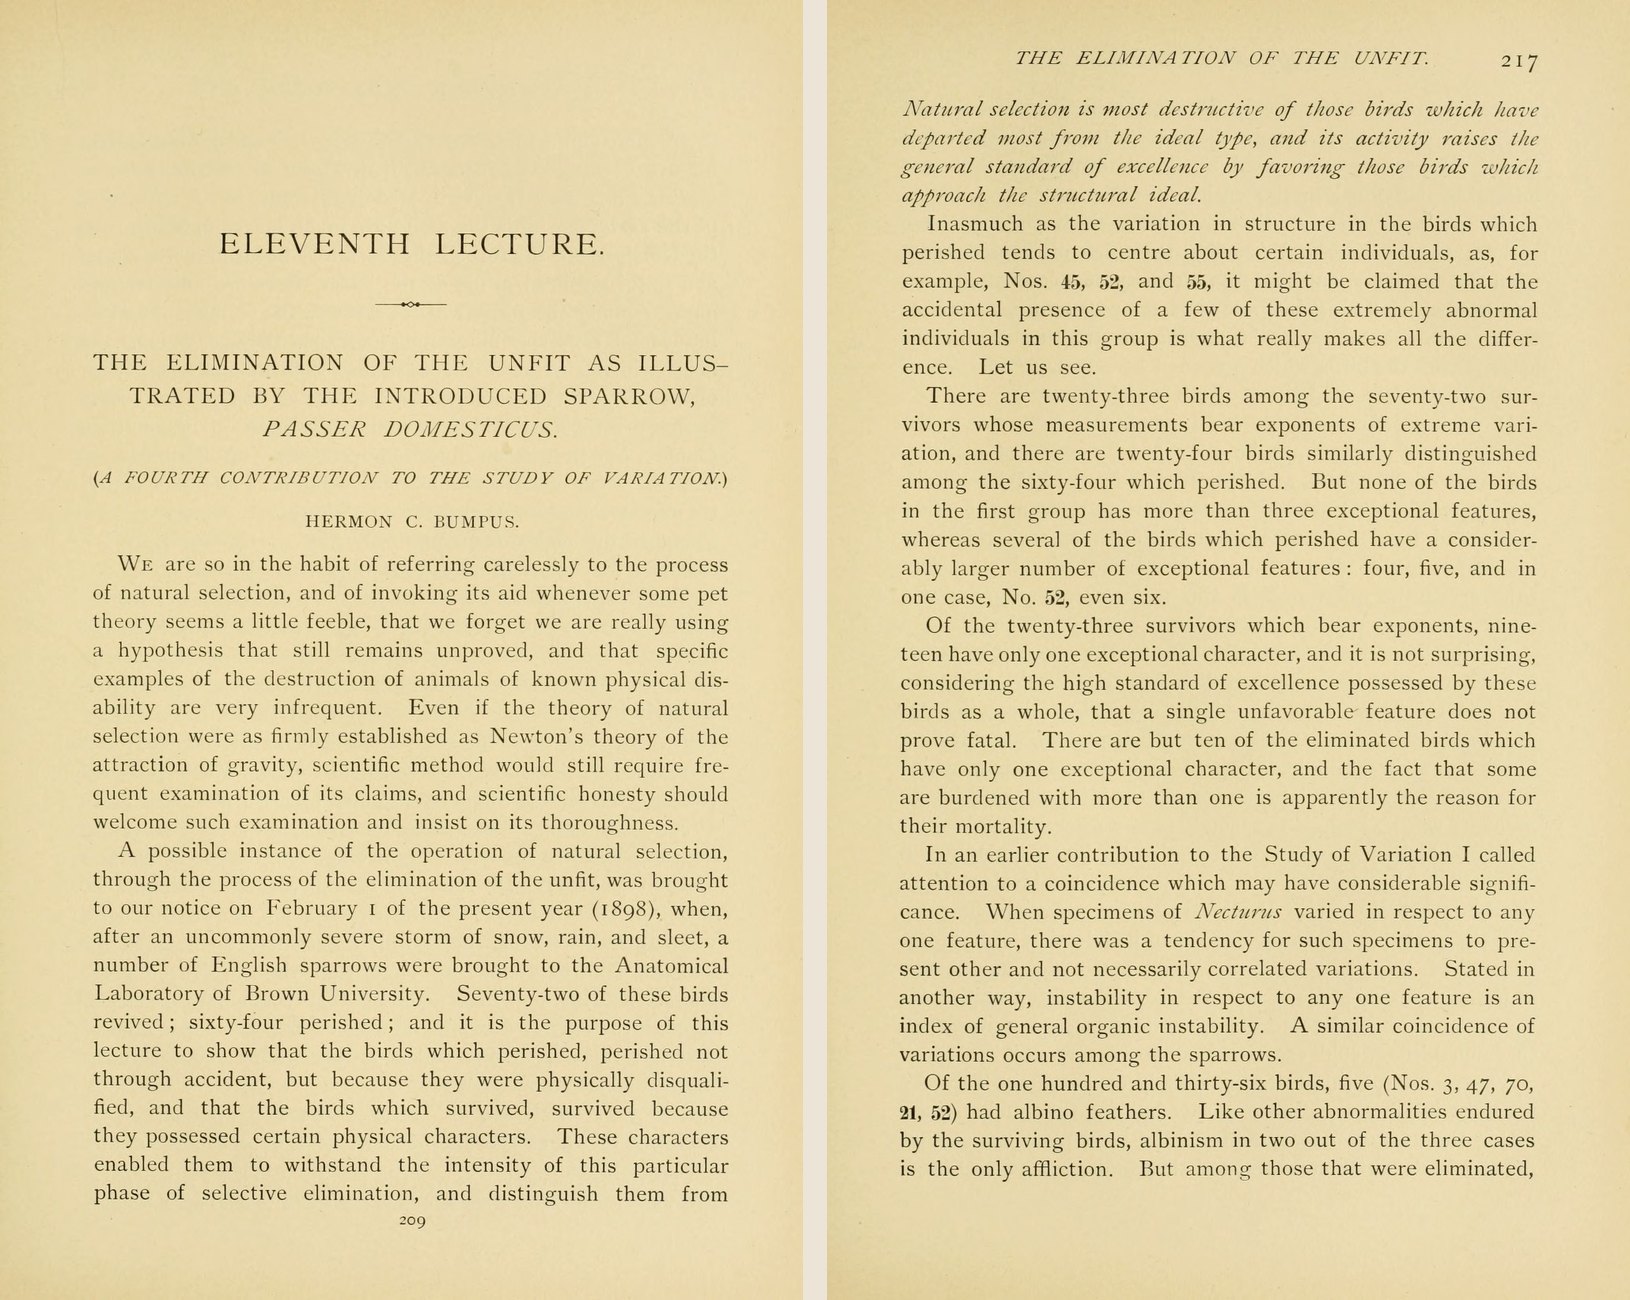 ELEVENTH LECTURE.
THE ELIMINATION OF THE UNFIT AS ILLUS-
TRATED BY THE INTRODUCED SPARROW,
PASSER DOMESTICUS.
(A FOURTH CONTRIBUTION TO THE STUDY OF VARIATION.)
HERMON C. BUMPUS.
WE are so in the habit of referring carelessly to the process
of natural selection, and of invoking its aid whenever some pet
theory seems a little feeble, that we forget we are really using
a hypothesis that still remains unproved, and that specific
examples of the destruction of animals of known physical dis-
ability are very infrequent. Even if the theory of natural
selection were as firmly established as Newton's theory of the
attraction of gravity, scientific method would still require fre-
quent examination of its claims, and scientific honesty should
welcome such examination and insist on its thoroughness.
A possible instance of the operation of natural selection,
through the process of the elimination of the unfit, was brought
to our notice on February 1 of the present year (1898), when,
after an uncommonly severe storm of snow, rain, and sleet, a
number of English sparrows were brought to the Anatomical
Laboratory of Brown University. Seventy-two of these birds
revived; sixty-four perished; and it is the purpose of this
lecture to show that the birds which perished, perished not
through accident, but because they were physically disquali-
fied, and that the birds which survived, survived because
they possessed certain physical characters. These characters
enabled them to withstand the intensity of this particular
phase of selective elimination, and distinguish them from
209
THE ELIMINATION OF THE UNFIT. 217
Natural selection is most destructive of those birds which have
departed most from the ideal type, and its activity raises the
general standard of excellence by favoring those birds which
approach the structural ideal.
Inasmuch as the variation in structure in the birds which
perished tends to centre about certain individuals, as, for
example, Nos. 45, 52, and 55, it might be claimed that the
accidental presence of a few of these extremely abnormal
individuals in this group is what really makes all the differ-
ence. Let us see.
There are twenty-three birds among the seventy-two sur-
vivors whose measurements bear exponents of extreme vari-
ation, and there are twenty-four birds similarly distinguished
among the sixty-four which perished. But none of the birds
in the first group has more than three exceptional features,
whereas several of the birds which perished have a consider-
ably larger number of exceptional features: four, five, and in
one case, No. 52, even six.
Of the twenty-three survivors which bear exponents, nine-
teen have only one exceptional character, and it is not surprising,
considering the high standard of excellence possessed by these
birds as a whole, that a single unfavorable feature does not
prove fatal. There are but ten of the eliminated birds which
have only one exceptional character, and the fact that some
are burdened with more than one is apparently the reason for
their mortality.
In an earlier contribution to the Study of Variation I called
attention to a coincidence which may have considerable signifi-
cance. When specimens of Necturus varied in respect to any
one feature, there was a tendency for such specimens to pre-
sent other and not necessarily correlated variations. Stated in
another way, instability in respect to any one feature is an
index of general organic instability. A similar coincidence of
variations occurs among the sparrows.
Of the one hundred and thirty-six birds, five (Nos. 3, 47, 70,
21, 52) had albino feathers. Like other abnormalities endured
by the surviving birds, albinism in two out of the three cases
is the only affliction. But among those that were eliminated,